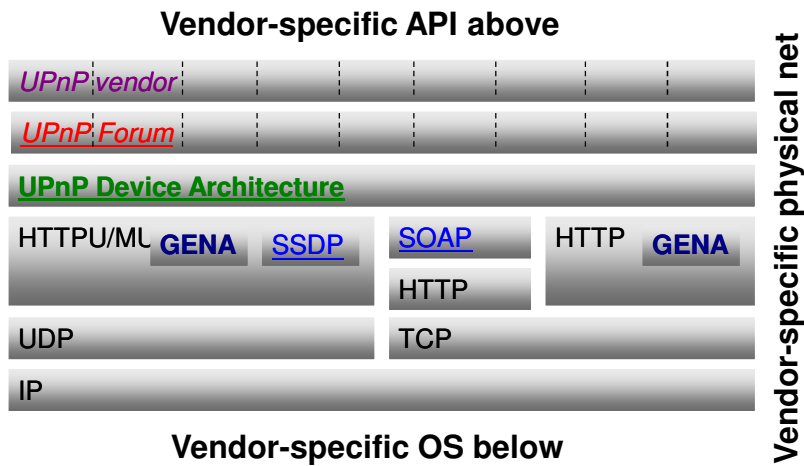 Vendor-specific API above
UPnP vendor
UPnP Forum
UPnP Device Architecture
HTTPU/MU GENA SSDP SOAP HTTP GENA
HTTP
UDP TCP
IP
Vendor-specific OS below
Vendor-specific physical net